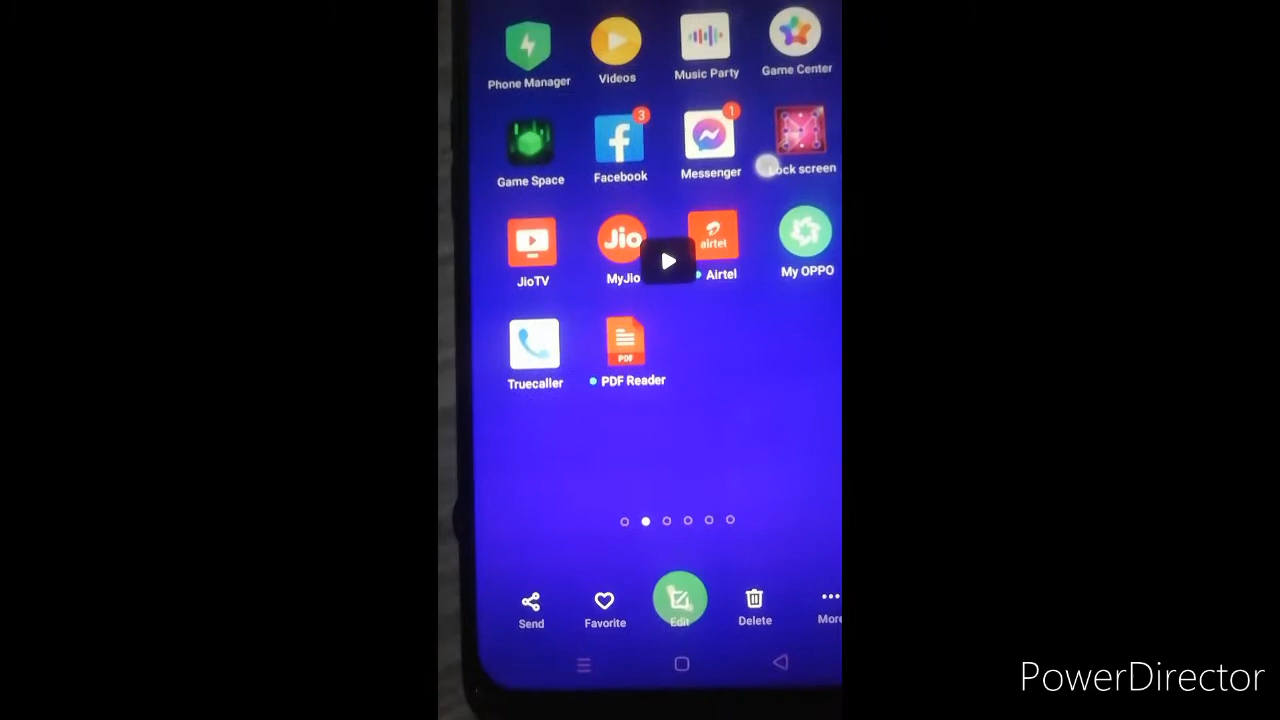 Phone Manager
Videos
Music Party
Game Center
3
1
Game Space
Facebook
Messenger
Lock screen
Jio
airtel
JioTV
MyJio
Airtel
My OPPO
PDF
Truecaller
PDF Reader
Send
Favorite
Edit
Delete
More
PowerDirector